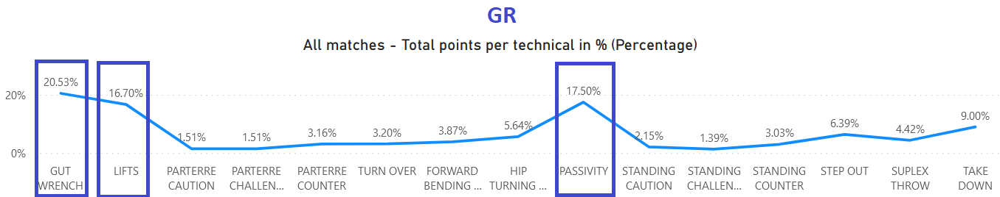 GR
All matches - Total points per technical in % (Percentage)
20.53%
16.70%
1.51%
1.51%
3.16%
3.20%
3.87%
5.64%
17.50%
2.15%
1.39%
3.03%
6.39%
4.42%
9.00%
20%
0%
GUT
WRENCH
LIFTS
PARTERRE
CAUTION
PARTERRE
CHALLEN...
PARTERRE
COUNTER
TURN OVER
FORWARD
BENDING ...
HIP
TURNING ...
PASSIVITY
STANDING
CAUTION
STANDING
CHALLEN...
STANDING
COUNTER
STEP OUT
SUPLEX
THROW
TAKE
DOWN